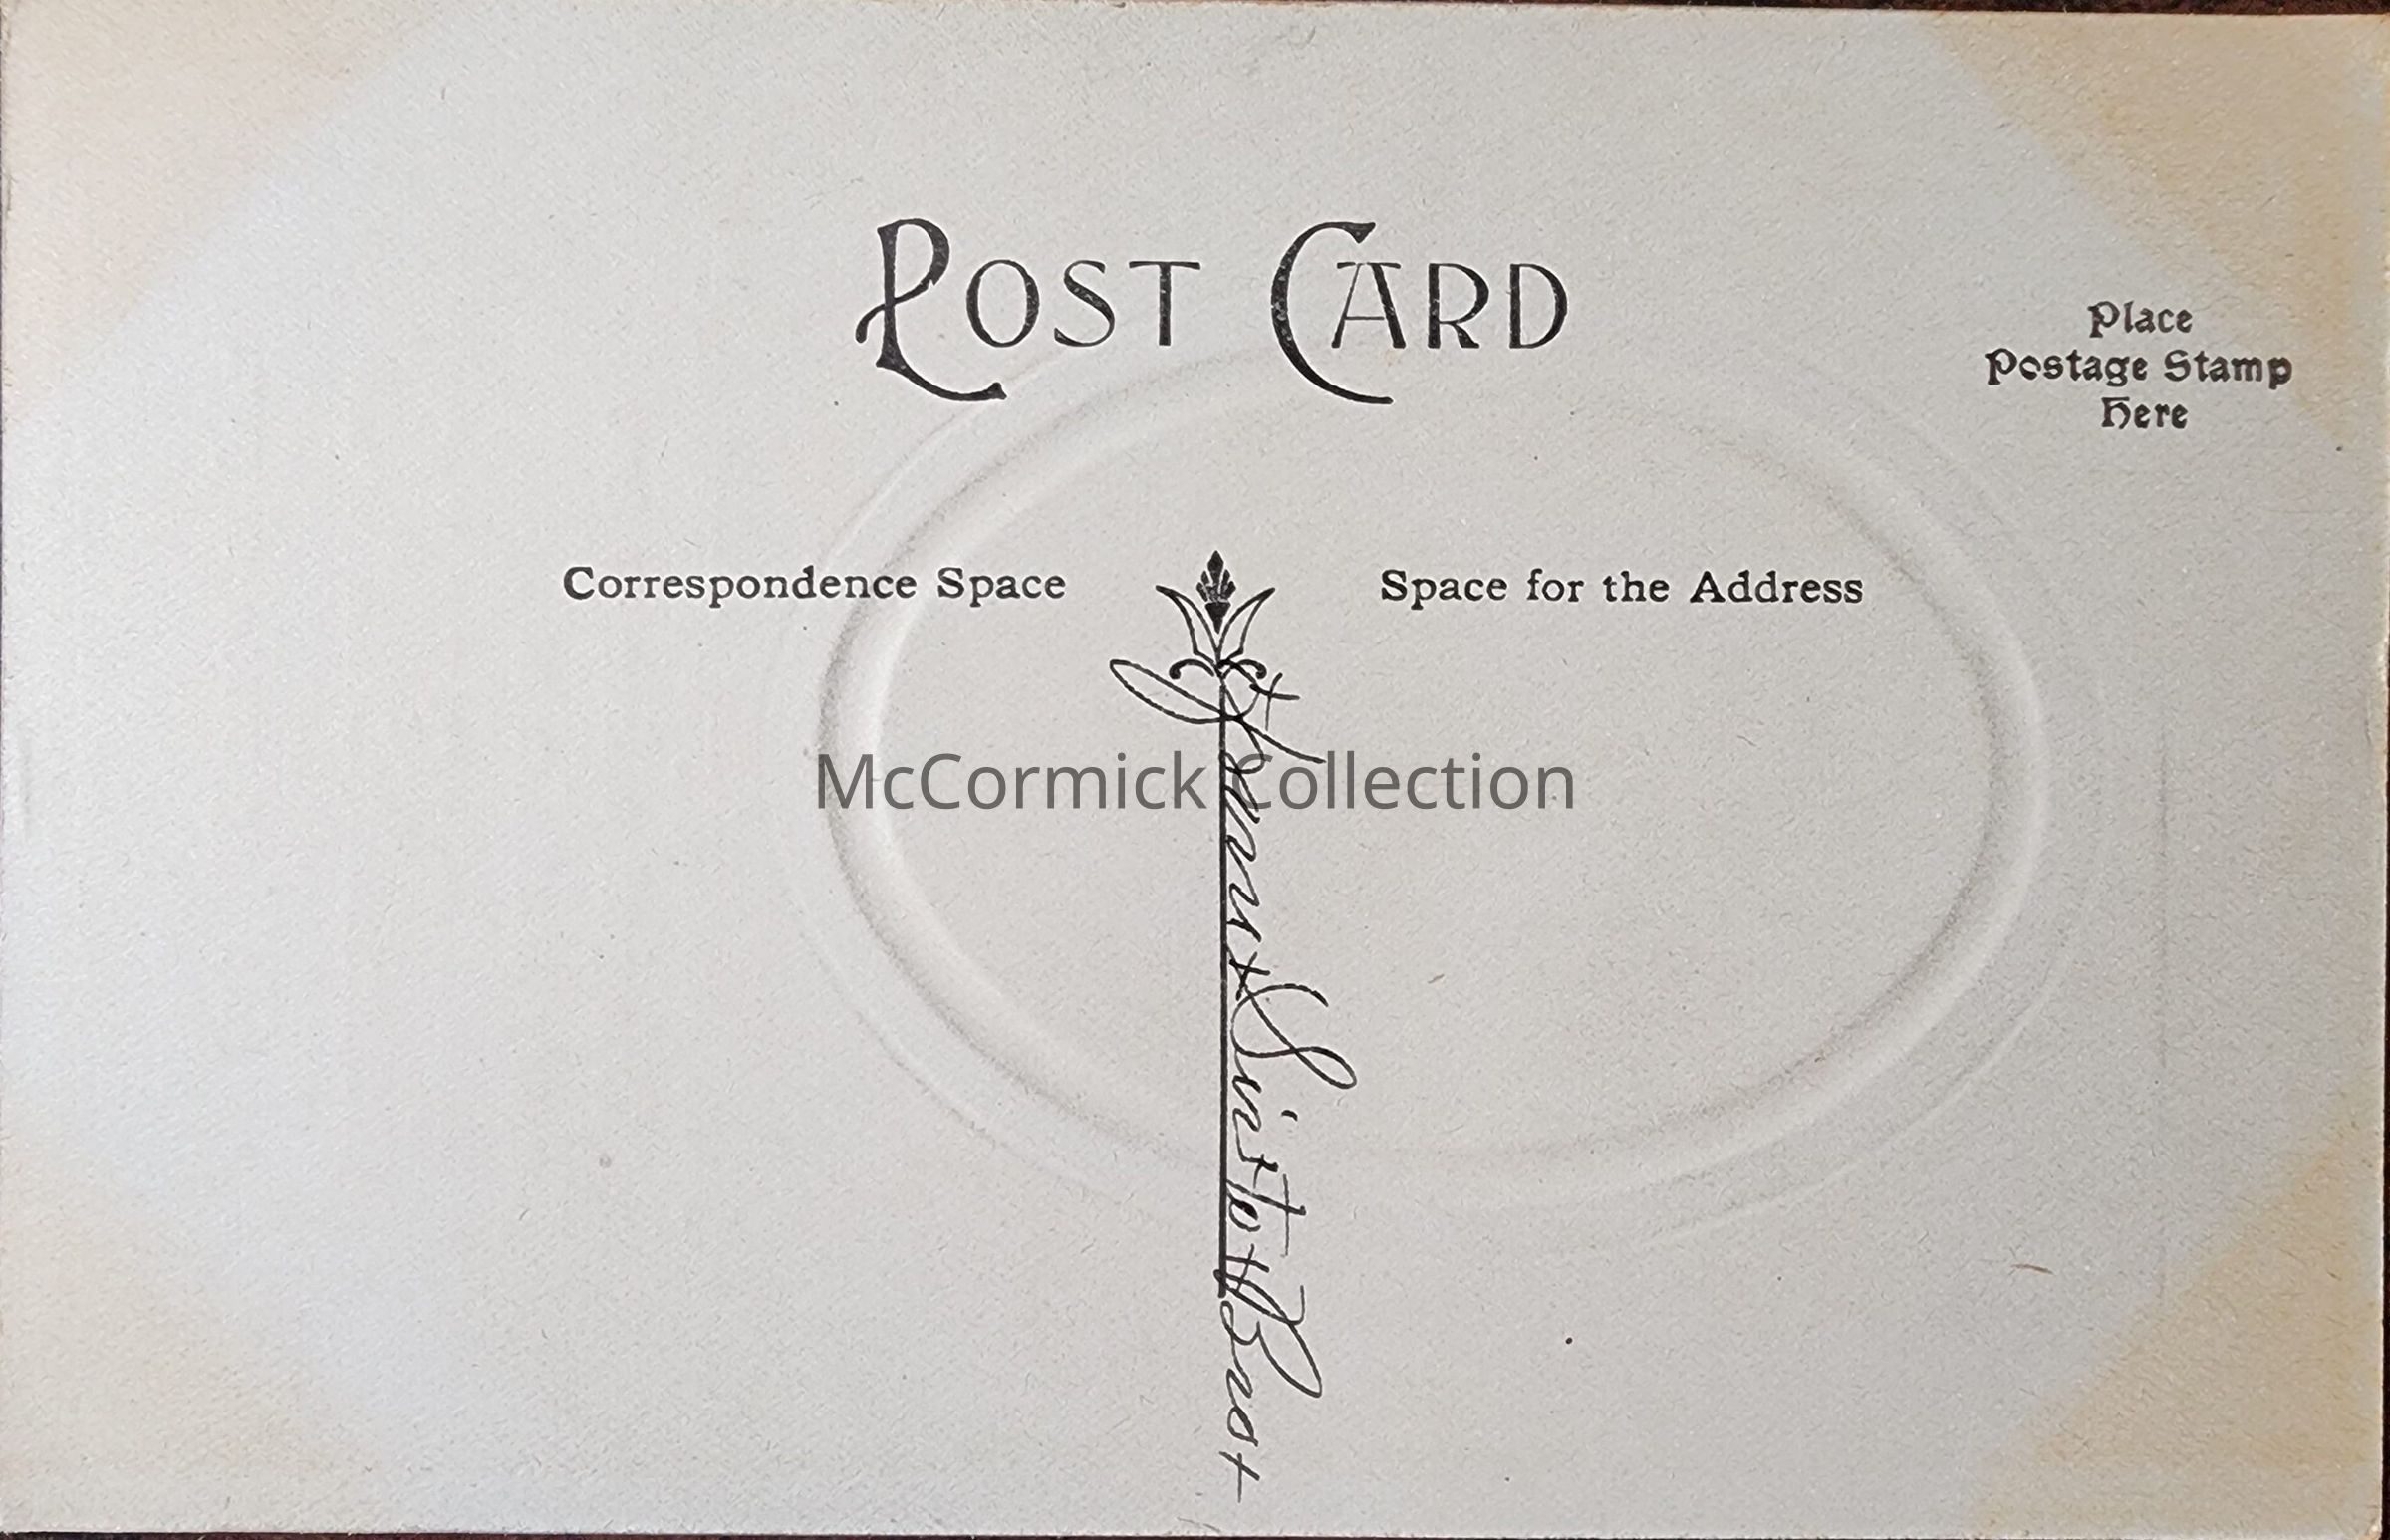 POST CARD
Place
Postage Stamp
Here
Correspondence Space
Space for the Address
McCormick Collection